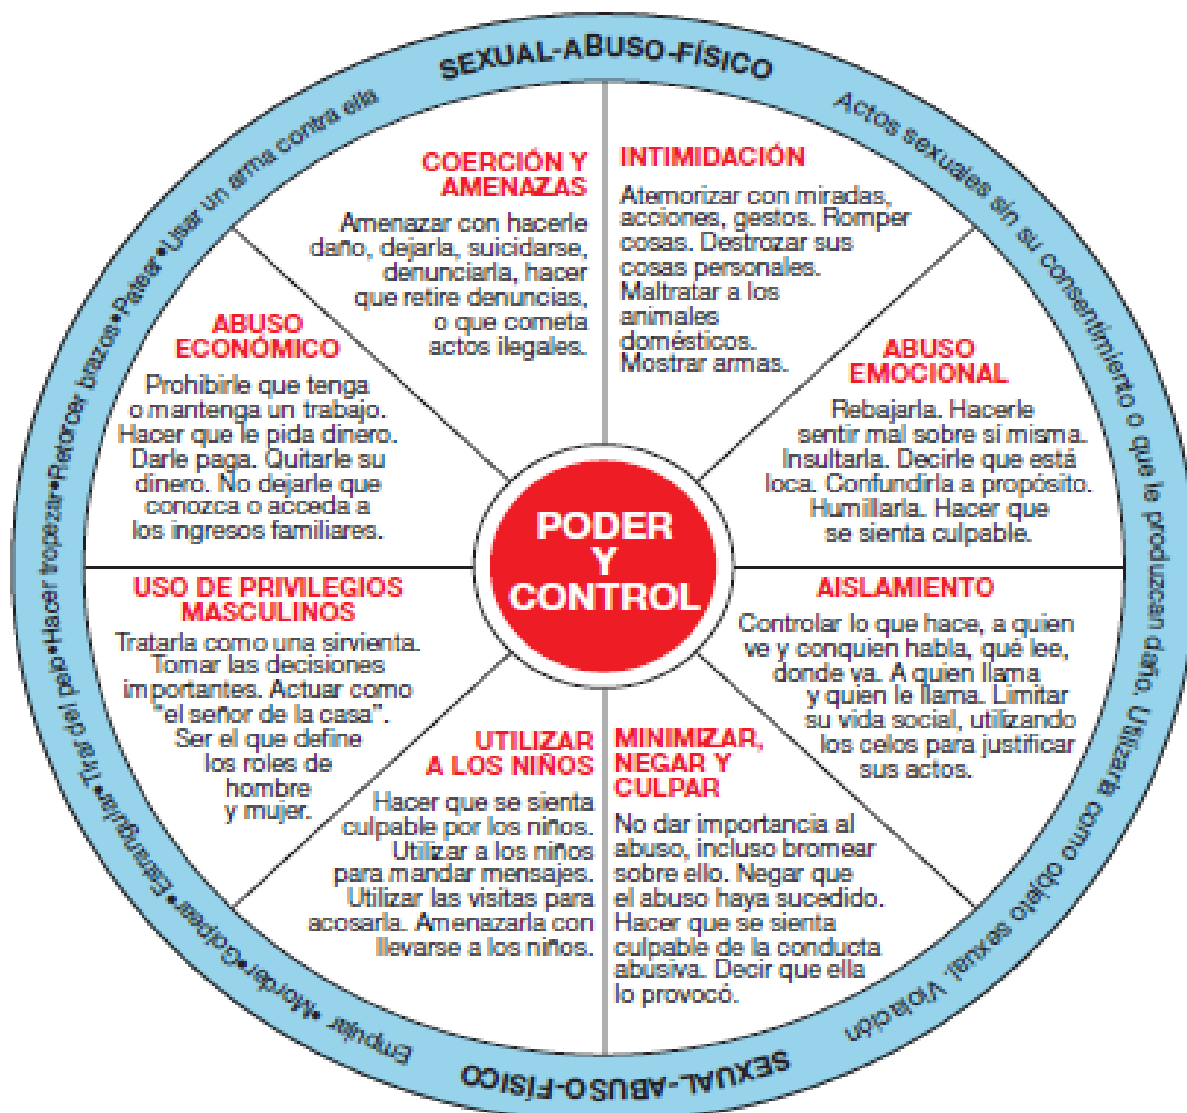 SEXUAL-ABUSO-FÍSICO
Actos sexuales sin su consentimiento o que le produzcan daño. Utilizarla como objeto sexual. Violación
COERCIÓN Y
AMENAZAS
Amenazar con hacerle
daño, dejarla, suicidarse,
denunciarla, hacer
que retire denuncias,
o que cometa
actos ilegales.
INTIMIDACIÓN
Atemorizar con miradas,
acciones, gestos. Romper
cosas. Destrozar sus
cosas personales.
Maltratar a los
animales
domésticos.
Mostrar armas.
ABUSO
ECONÓMICO
Prohibirle que tenga
o mantenga un trabajo.
Hacer que le pida dinero.
Darle paga. Quitarle su
dinero. No dejarle que
conozca o acceda a
los ingresos familiares.
ABUSO
EMOCIONAL
Rebajarla. Hacerle
sentir mal sobre sí misma.
Insultarla. Decirle que está
loca. Confundirla a propósito.
Humillarla. Hacer que
se sienta culpable.
PODER
Y
CONTROL
USO DE PRIVILEGIOS
MASCULINOS
Tratarla como una sirvienta.
Tomar las decisiones
importantes. Actuar como
"el señor de la casa".
Ser el que define
los roles de
hombre
y mujer.
AISLAMIENTO
Controlar lo que hace, a quien
ve y conquien habla, qué lee,
donde va. A quien llama
y quien le llama. Limitar
su vida social, utilizando
los celos para justificar
sus actos.
UTILIZAR
A LOS NIÑOS
Hacer que se sienta
culpable por los niños.
Utilizar a los niños
para mandar mensajes.
Utilizar las visitas para
acosarla. Amenazarla con
llevarse a los niños.
MINIMIZAR,
NEGAR Y
CULPAR
No dar importancia al
abuso, incluso bromear
sobre ello. Negar que
el abuso haya sucedido.
Hacer que se sienta
culpable de la conducta
abusiva. Decir que ella
lo provocó.
Empujar •Morder•Golpear •Estrangular•Tirar del pelo•Hacer tropezar•Retorcer brazos•Patear•Usar un arma contra ella
SEXUAL-ABUSO-FÍSICO